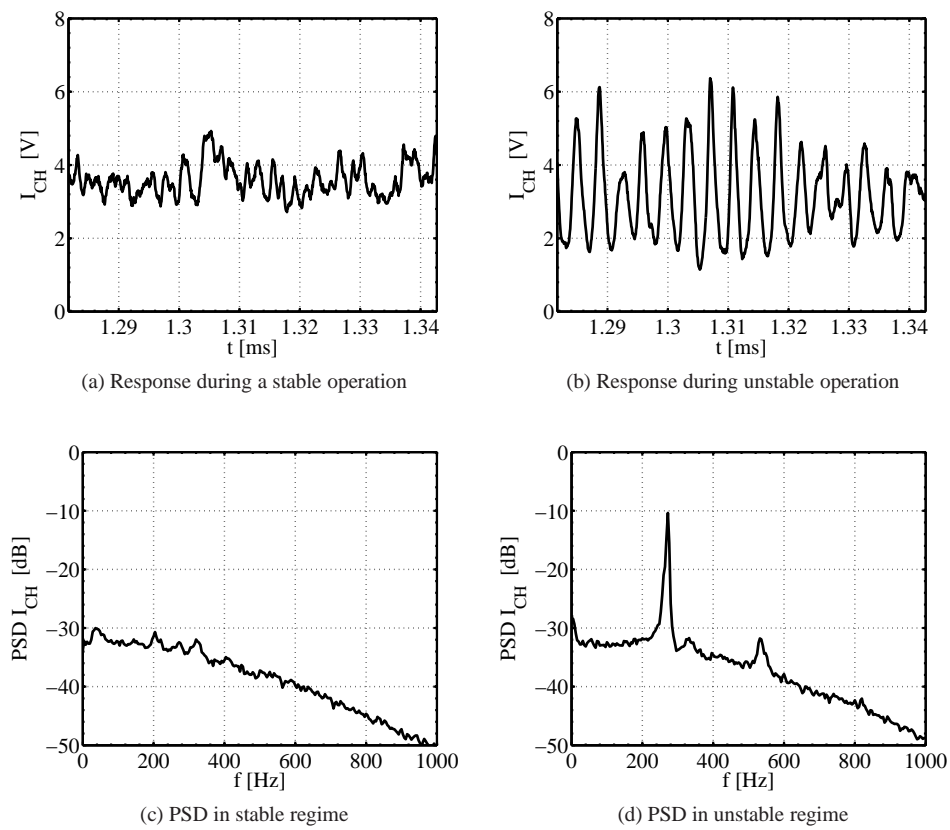 8
6
4
2
0
I_CH [V]
1.29 1.3 1.31 1.32 1.33 1.34
t [ms]
(a) Response during a stable operation
8
6
4
2
0
I_CH [V]
1.29 1.3 1.31 1.32 1.33 1.34
t [ms]
(b) Response during unstable operation
0
−10
−20
−30
−40
−50
PSD I_CH [dB]
0 200 400 600 800 1000
f [Hz]
(c) PSD in stable regime
0
−10
−20
−30
−40
−50
PSD I_CH [dB]
0 200 400 600 800 1000
f [Hz]
(d) PSD in unstable regime